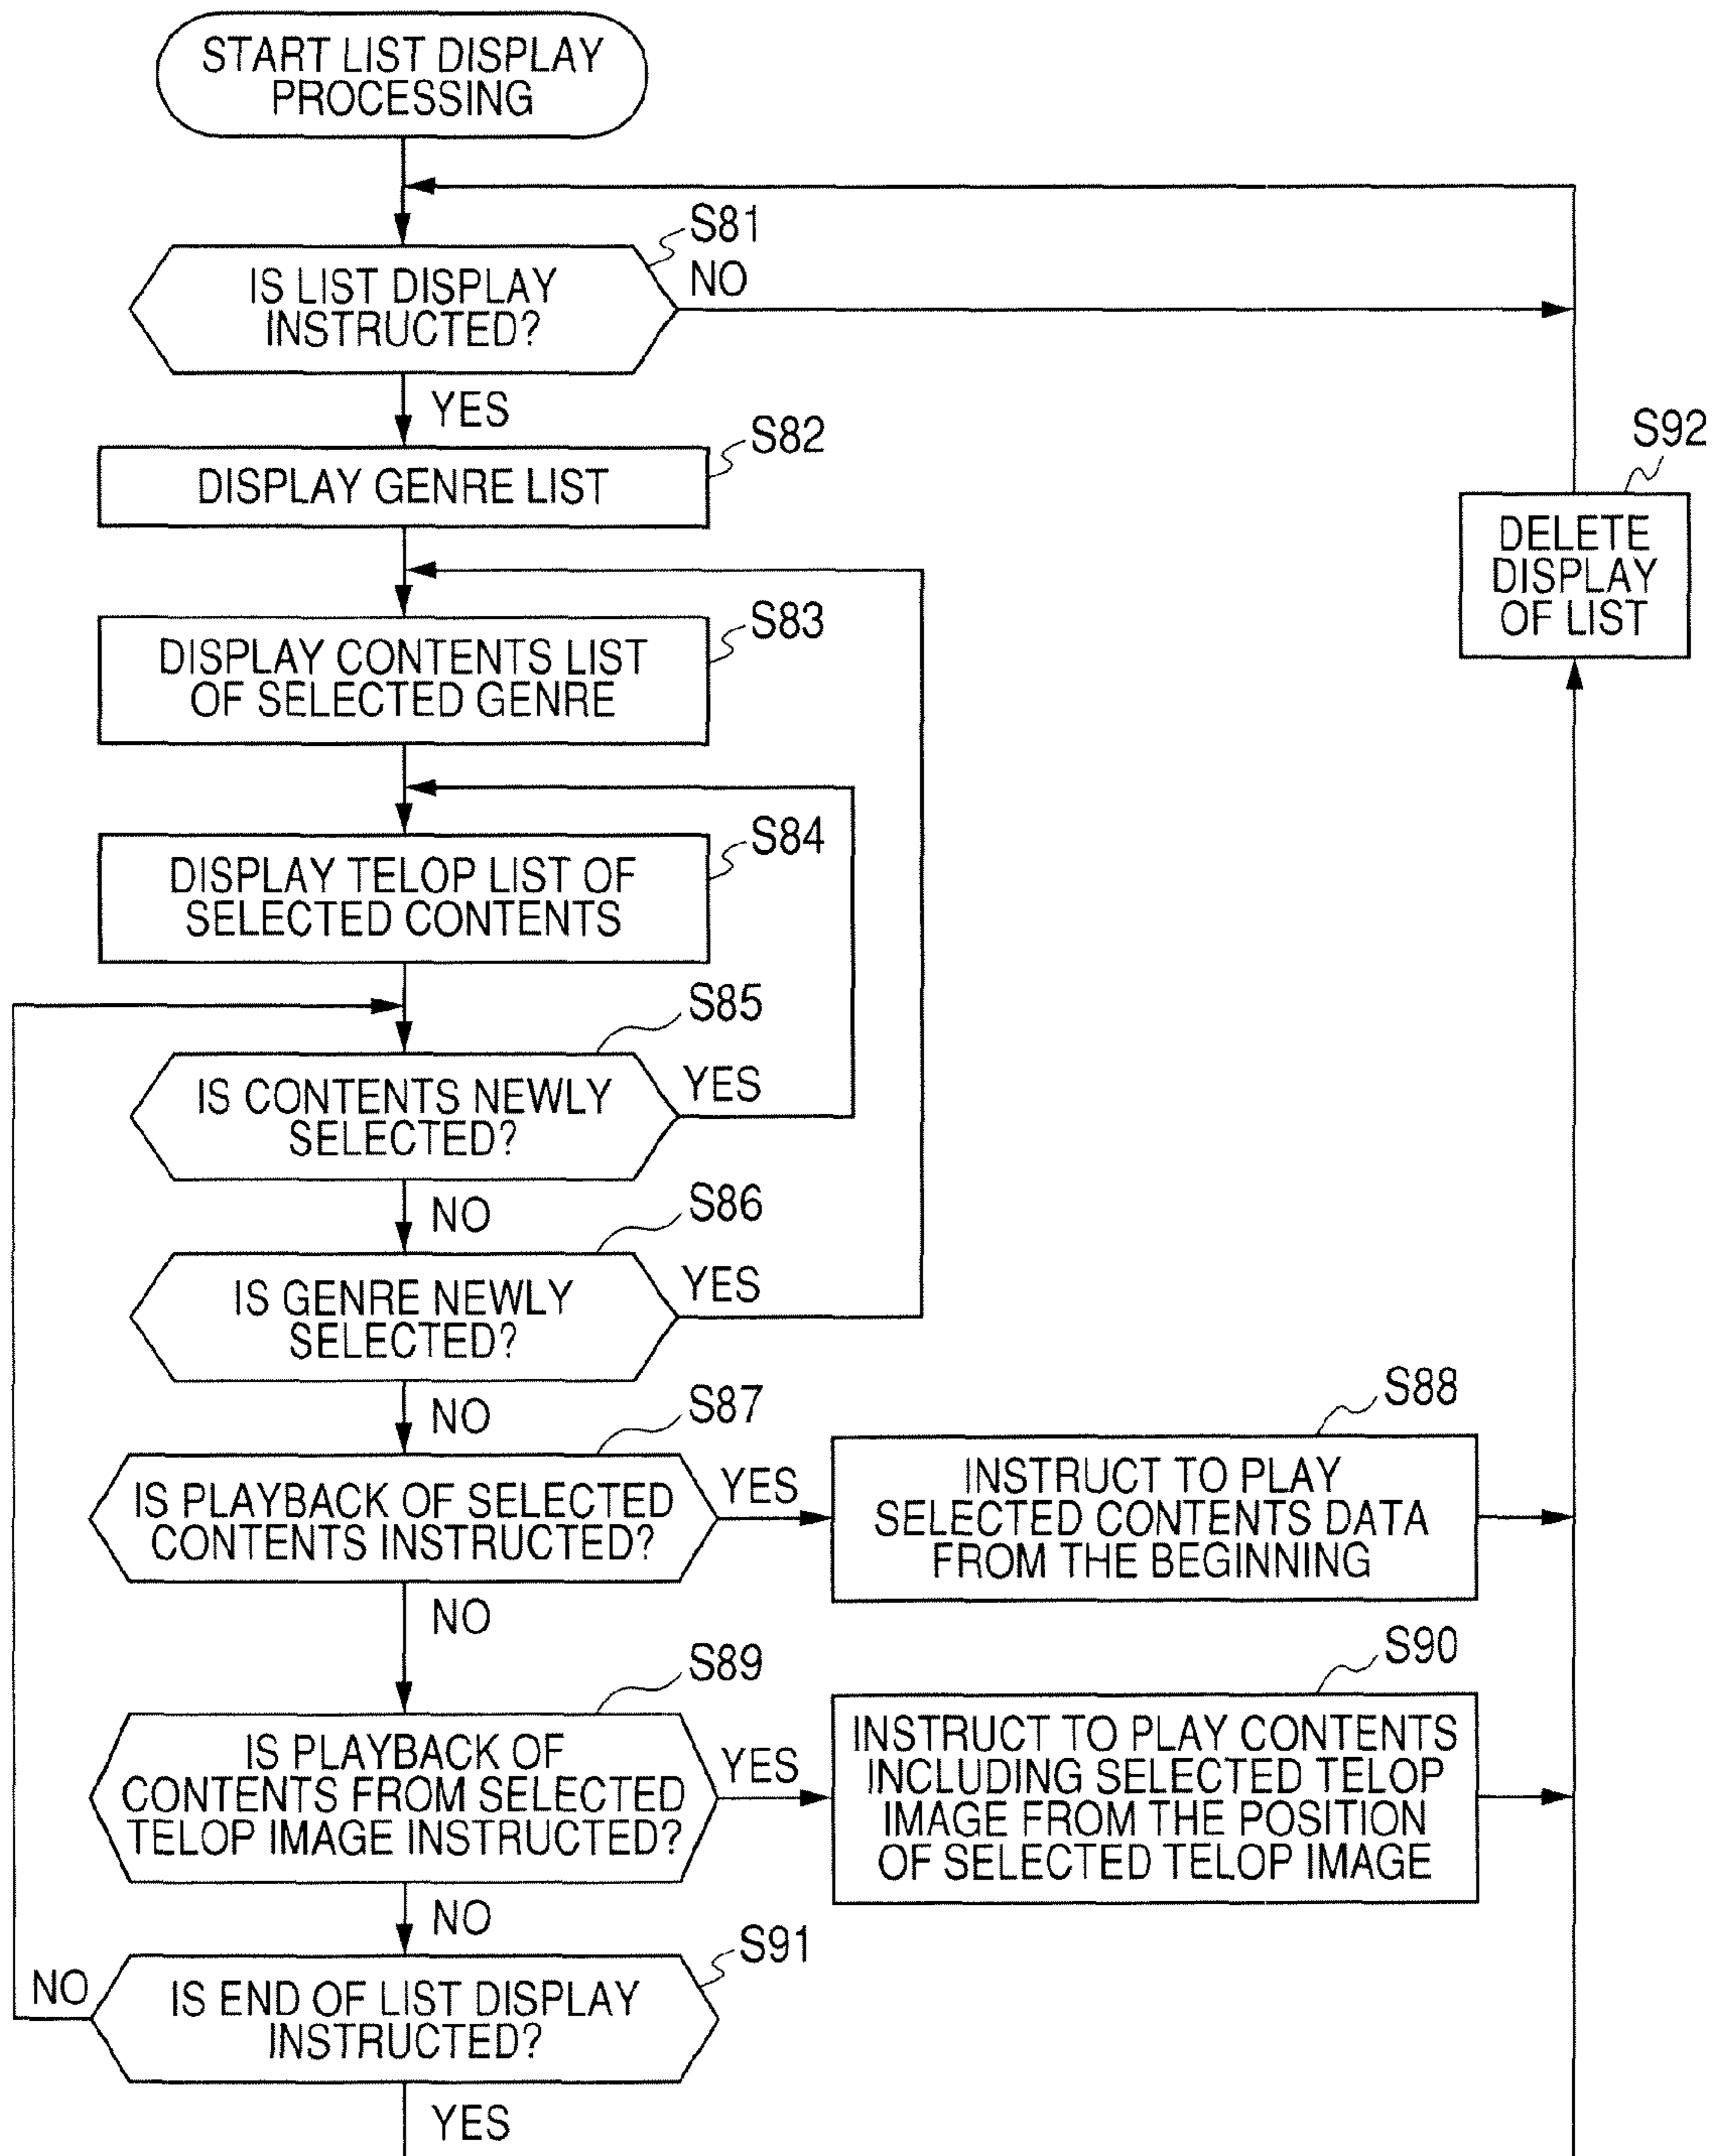 START LIST DISPLAY
PROCESSING
S81
IS LIST DISPLAY
INSTRUCTED?
NO
YES
S82
DISPLAY GENRE LIST
S92
DELETE
DISPLAY
OF LIST
S83
DISPLAY CONTENTS LIST
OF SELECTED GENRE
S84
DISPLAY TELOP LIST OF
SELECTED CONTENTS
S85
IS CONTENTS NEWLY
SELECTED?
YES
NO
S86
IS GENRE NEWLY
SELECTED?
YES
NO
S87
IS PLAYBACK OF SELECTED
CONTENTS INSTRUCTED?
YES
S88
INSTRUCT TO PLAY
SELECTED CONTENTS DATA
FROM THE BEGINNING
NO
S89
IS PLAYBACK OF
CONTENTS FROM SELECTED
TELOP IMAGE INSTRUCTED?
YES
S90
INSTRUCT TO PLAY CONTENTS
INCLUDING SELECTED TELOP
IMAGE FROM THE POSITION
OF SELECTED TELOP IMAGE
NO
S91
IS END OF LIST DISPLAY
INSTRUCTED?
NO
YES